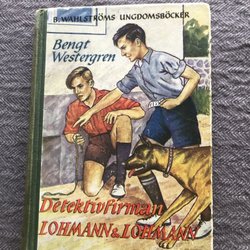 B. WAHLSTRÖMS UNGDOMSBÖCKER
Bengt
Westergren
Detektivfirman
LOHMANN & LOHMANN